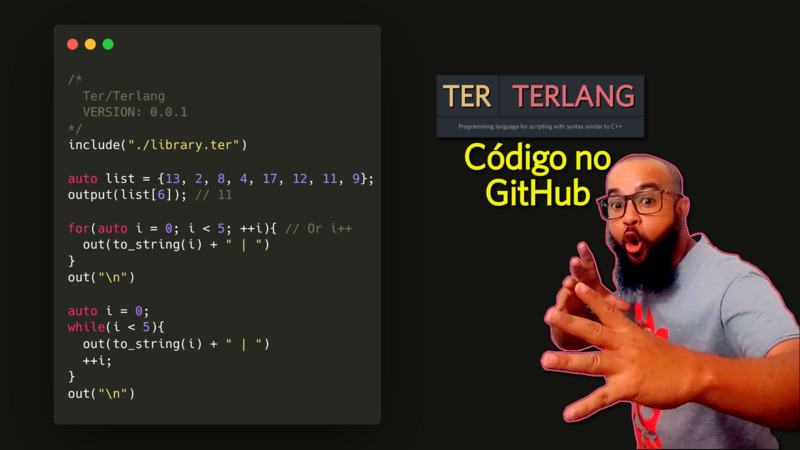 /*
  Ter/Terlang
  VERSION: 0.0.1
*/
include("./library.ter")

auto list = {13, 2, 8, 4, 17, 12, 11, 9};
output(list[6]); // 11

for(auto i = 0; i < 5; ++i){ // Or i++
  out(to_string(i) + " | ")
}
out("\n")

auto i = 0;
while(i < 5){
  out(to_string(i) + " | ")
  ++i;
}
out("\n")
TER TERLANG
Programming language for scripting with syntax similar to C++
Código no
GitHub